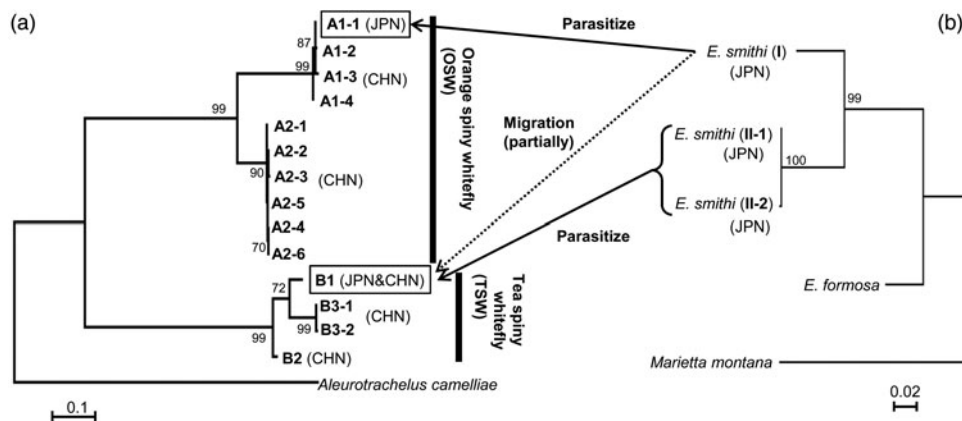 (a)
A1-1 (JPN)
87
A1-2
99
A1-3
(CHN)
A1-4
99
A2-1
A2-2
90
A2-3
(CHN)
A2-5
A2-4
70
A2-6
B1 (JPN&CHN)
72
B3-1
(CHN)
99
B3-2
99
B2 (CHN)
Aleurotrachelus camelliae
0.1
Orange spiny whitefly
(OSW)
Tea spiny
whitefly
(TSW)
Parasitize
Migration
(partially)
Parasitize
(b)
E. smithi (I)
(JPN)
99
E. smithi (II-1)
(JPN)
100
E. smithi (II-2)
(JPN)
E. formosa
Marietta montana
0.02